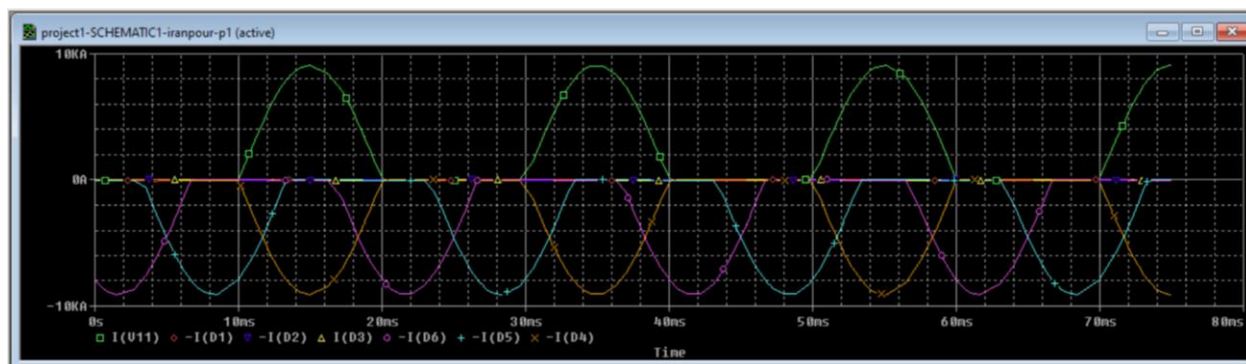 project1-SCHEMATIC1-iranpour-p1 (active)
10KA
0A
-10KA
0s 10ms 20ms 30ms 40ms 50ms 60ms 70ms 80ms
I(V11) -I(D1) -I(D2) I(D3) -I(D6) -I(D5) -I(D4)
Time